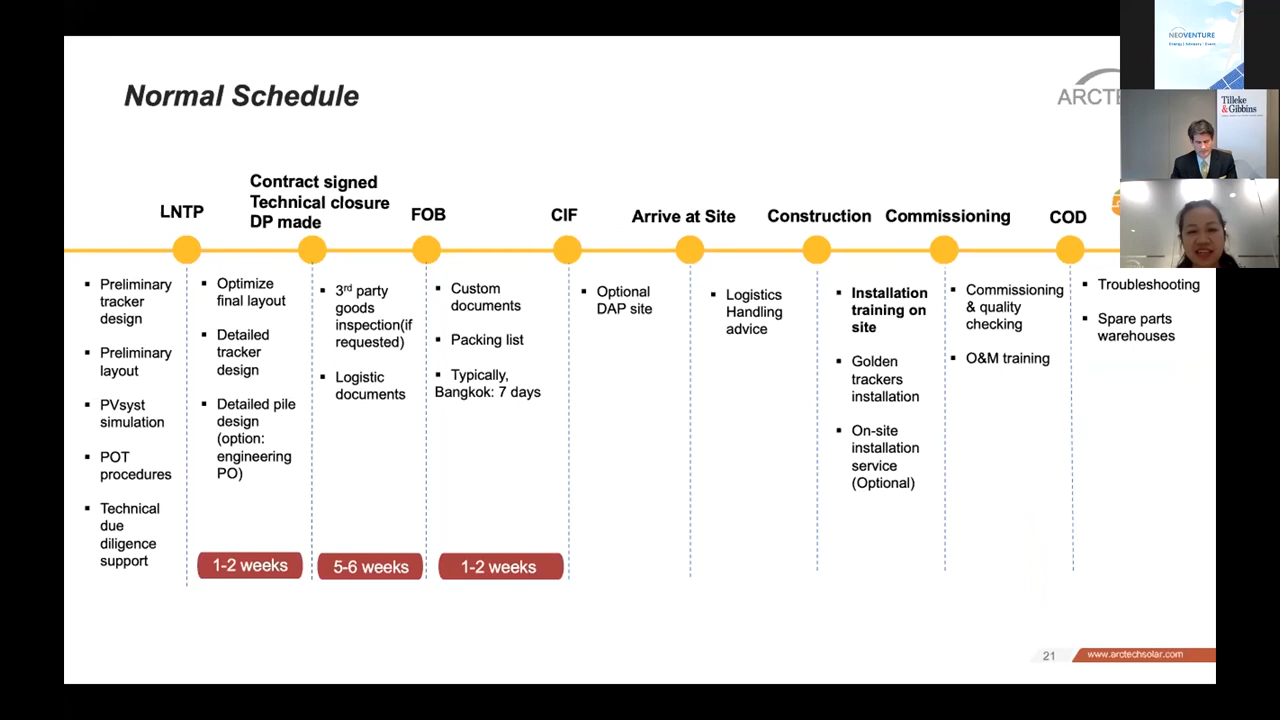 Normal Schedule
ARCTE
NEOVENTURE
Energy | Advisory | Event
Tilleke
& Gibbins
LNTP
Contract signed
Technical closure
DP made
FOB
CIF
Arrive at Site
Construction
Commissioning
COD
▪ Preliminary
tracker
design
▪ Preliminary
layout
▪ PVsyst
simulation
▪ POT
procedures
▪ Technical
due
diligence
support
▪ Optimize
final layout
▪ Detailed
tracker
design
▪ Detailed pile
design
(option:
engineering
PO)
▪ 3rd party
goods
inspection(if
requested)
▪ Logistic
documents
▪ Custom
documents
▪ Packing list
▪ Typically,
Bangkok: 7 days
▪ Optional
DAP site
▪ Logistics
Handling
advice
▪ Installation
training on
site
▪ Golden
trackers
installation
▪ On-site
installation
service
(Optional)
▪ Commissioning
& quality
checking
▪ O&M training
▪ Troubleshooting
▪ Spare parts
warehouses
1-2 weeks
5-6 weeks
1-2 weeks
21
www.arctechsolar.com